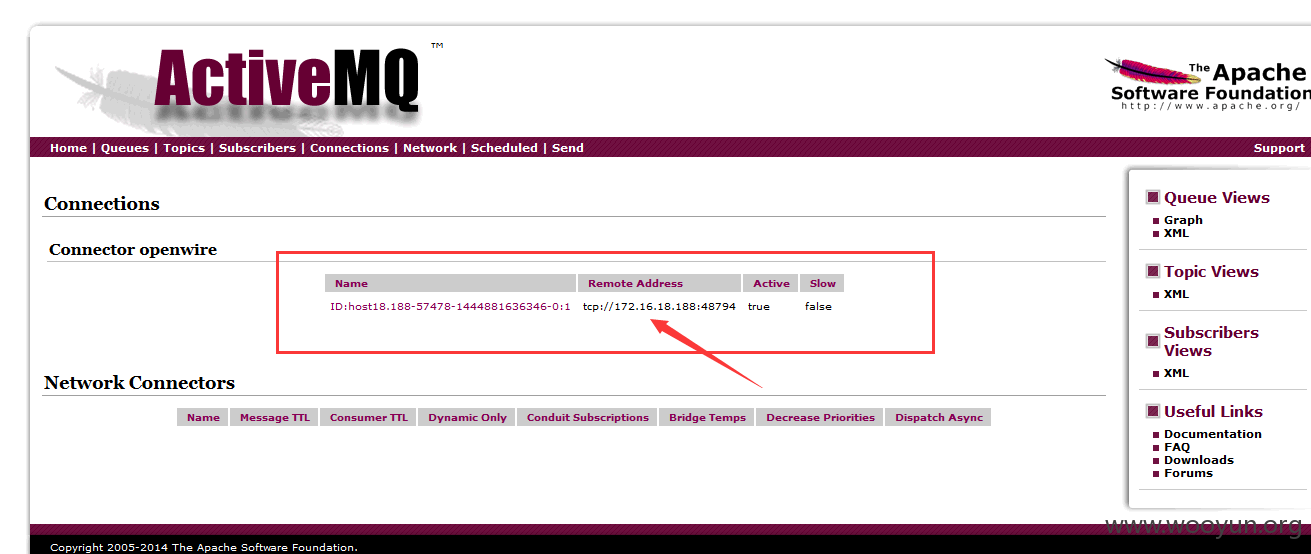 ActiveMQ ™
The Apache
Software Foundation
http://www.apache.org/
Home | Queues | Topics | Subscribers | Connections | Network | Scheduled | Send
Support
Connections
Connector openwire
Name Remote Address Active Slow
ID:host18.188-57478-1444881636346-0:1 tcp://172.16.18.188:48794 true false
Network Connectors
Name Message TTL Consumer TTL Dynamic Only Conduit Subscriptions Bridge Temps Decrease Priorities Dispatch Async
Queue Views
Graph
XML
Topic Views
XML
Subscribers
Views
XML
Useful Links
Documentation
FAQ
Downloads
Forums
www.wooyun.org
Copyright 2005-2014 The Apache Software Foundation.